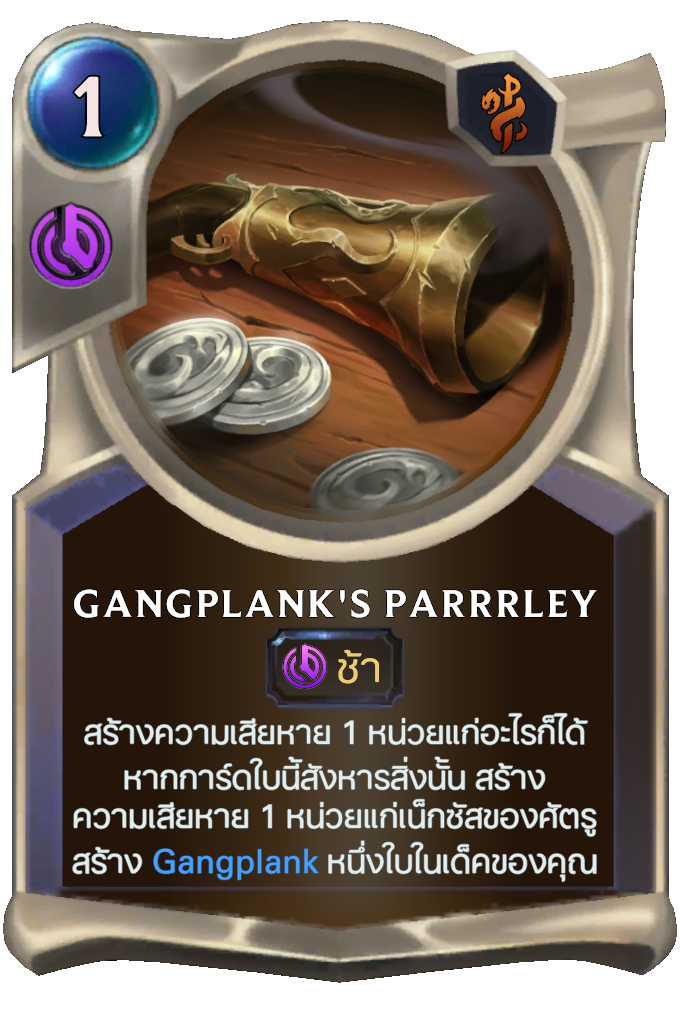 1
GANGPLANK'S PARRRLEY
ช้า
สร้างความเสียหาย 1 หน่วยแก่อะไรก็ได้
หากการ์ดใบนี้สังหารสิ่งนั้น สร้าง
ความเสียหาย 1 หน่วยแก่เน็กซัสของศัตรู
สร้าง Gangplank หนึ่งใบในเด็คของคุณ